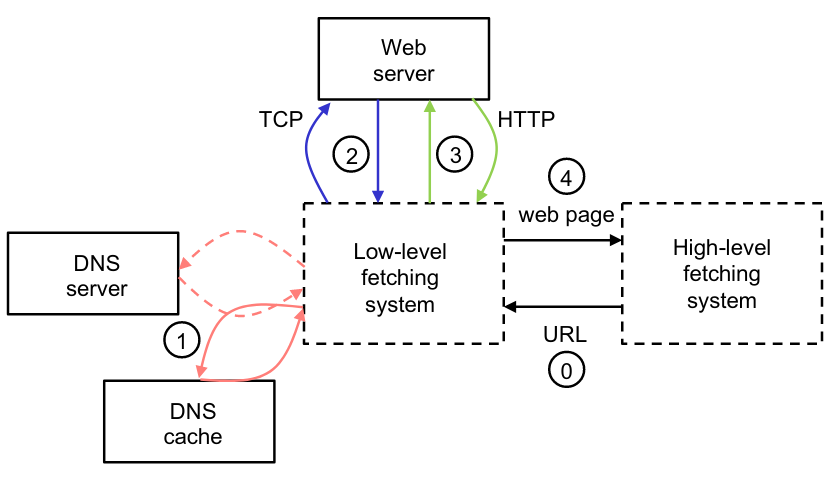 Web
server
TCP
HTTP
2
3
4
web page
DNS
server
Low-level
fetching
system
High-level
fetching
system
1
URL
0
DNS
cache